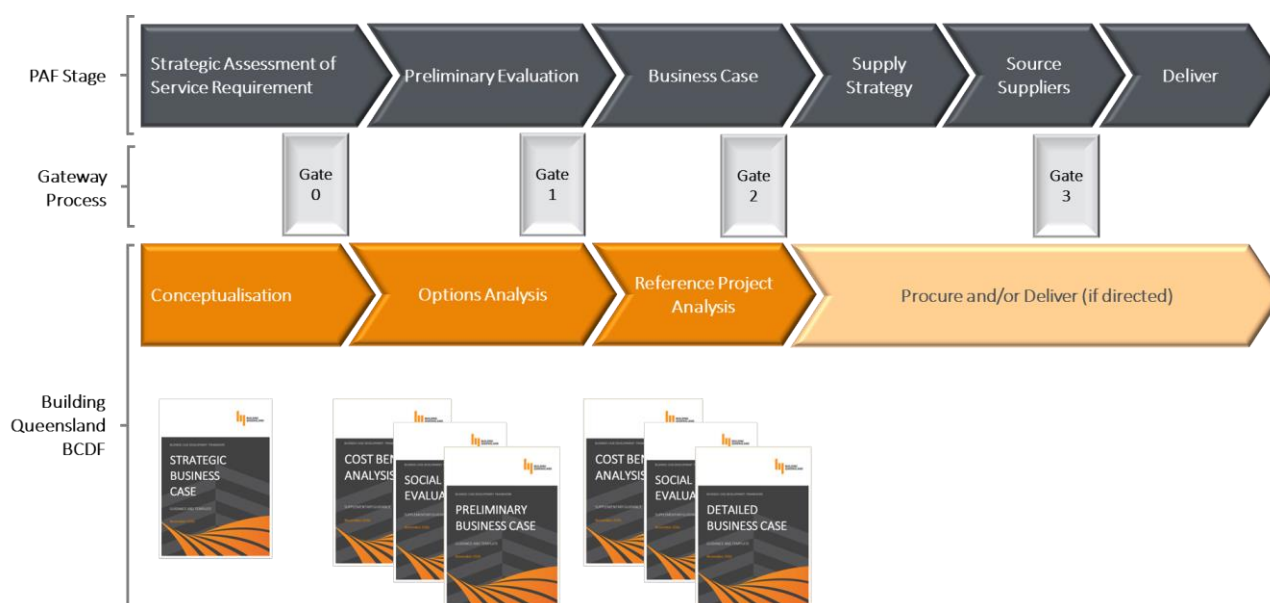 PAF Stage
Strategic Assessment of
Service Requirement
Preliminary Evaluation
Business Case
Supply
Strategy
Source
Suppliers
Deliver
Gateway
Process
Gate
0
Gate
1
Gate
2
Gate
3
Conceptualisation
Options Analysis
Reference Project
Analysis
Procure and/or Deliver (if directed)
Building
Queensland
BCDF
STRATEGIC
BUSINESS
CASE
COST BEN
ANALYSIS
SOCIAL
EVALUA
PRELIMINARY
BUSINESS CASE
COST BEN
ANALYSIS
SOCIAL
EVALUA
DETAILED
BUSINESS CASE